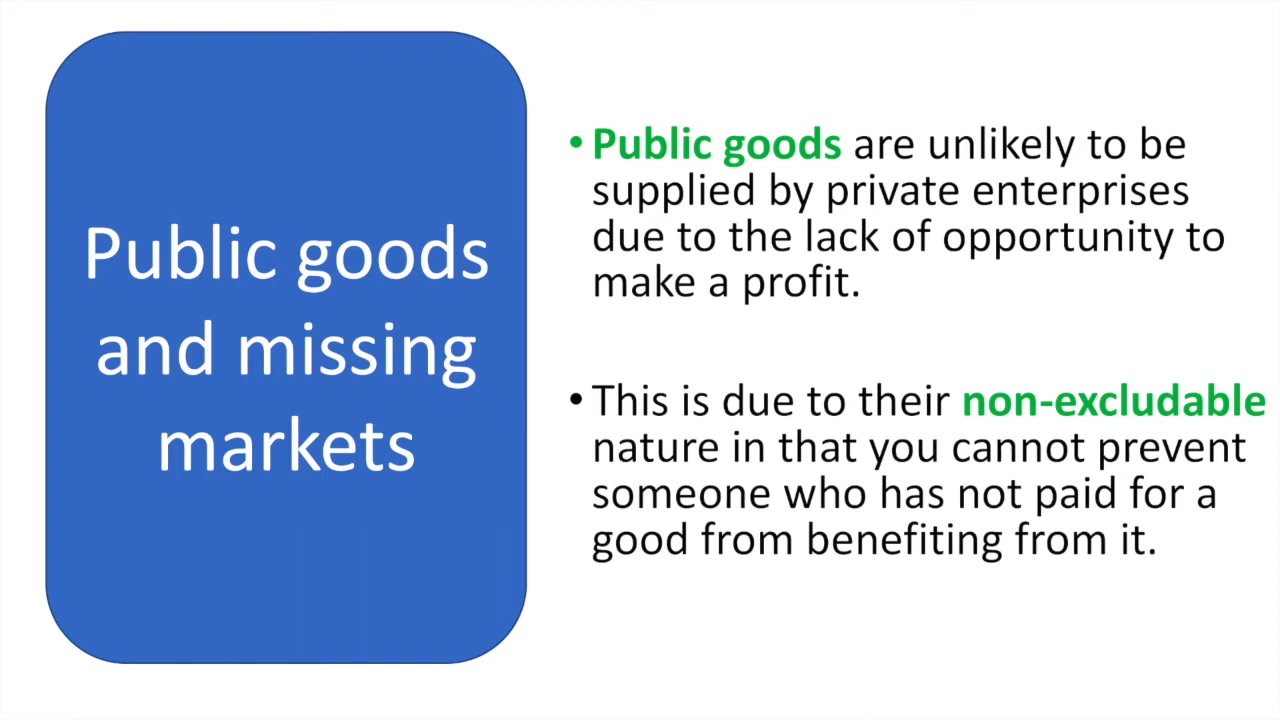 Public goods
and missing
markets
• Public goods are unlikely to be
supplied by private enterprises
due to the lack of opportunity to
make a profit.
• This is due to their non-excludable
nature in that you cannot prevent
someone who has not paid for a
good from benefiting from it.